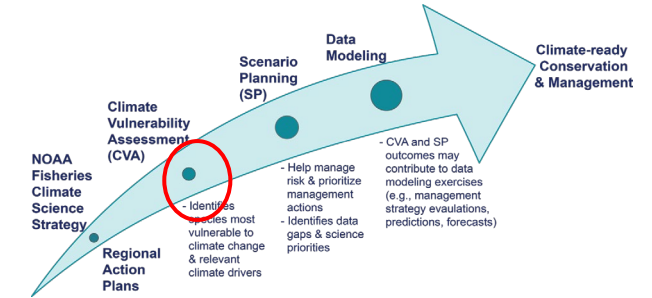 NOAA
Fisheries
Climate
Science
Strategy
Regional
Action
Plans
Climate
Vulnerability
Assessment
(CVA)
- Identifies
species most
vulnerable to
climate change
& relevant
climate drivers
Scenario
Planning
(SP)
- Help manage
risk & prioritize
management
actions
- Identifies data
gaps & science
priorities
Data
Modeling
- CVA and SP
outcomes may
contribute to data
modeling exercises
(e.g., management
strategy evaulations,
predictions, forecasts)
Climate-ready
Conservation
& Management